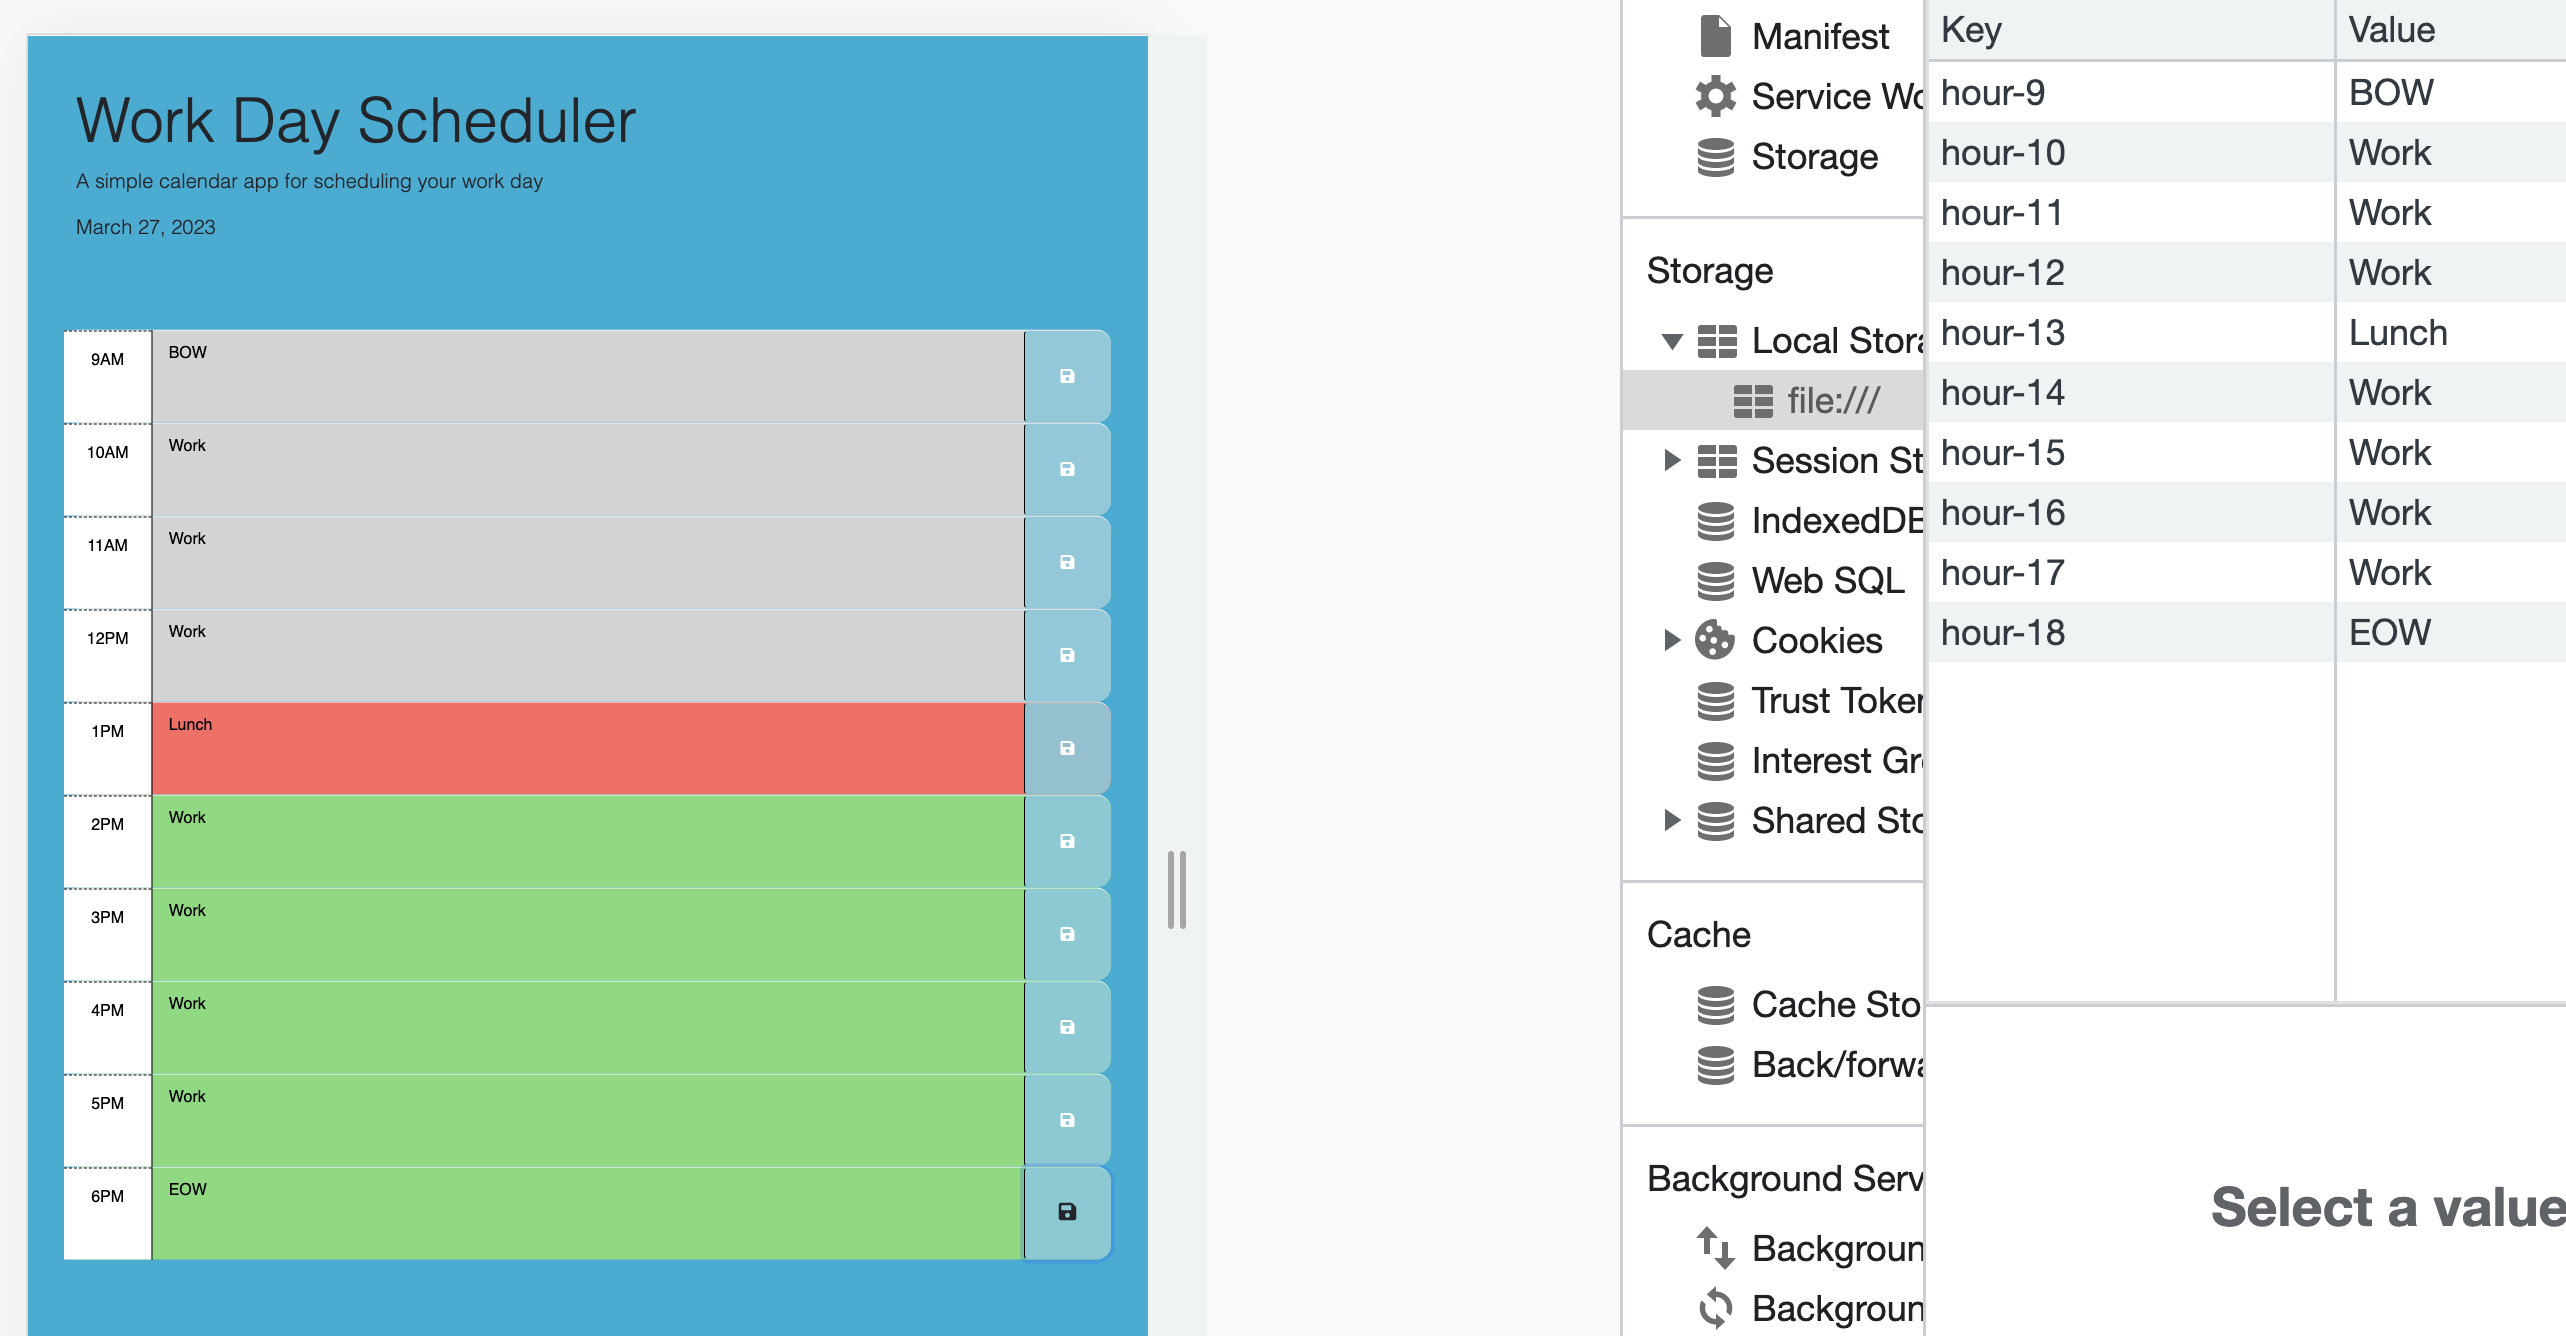 Work Day Scheduler
A simple calendar app for scheduling your work day
March 27, 2023
9AM BOW
10AM Work
11AM Work
12PM Work
1PM Lunch
2PM Work
3PM Work
4PM Work
5PM Work
6PM EOW
Manifest
Service Wo
Storage
Storage
Local Stora
file:///
Session St
IndexedDB
Web SQL
Cookies
Trust Token
Interest Gro
Shared Sto
Cache
Cache Sto
Back/forwa
Background Serv
Backgroun
Backgroun
Key Value
hour-9 BOW
hour-10 Work
hour-11 Work
hour-12 Work
hour-13 Lunch
hour-14 Work
hour-15 Work
hour-16 Work
hour-17 Work
hour-18 EOW
Select a value